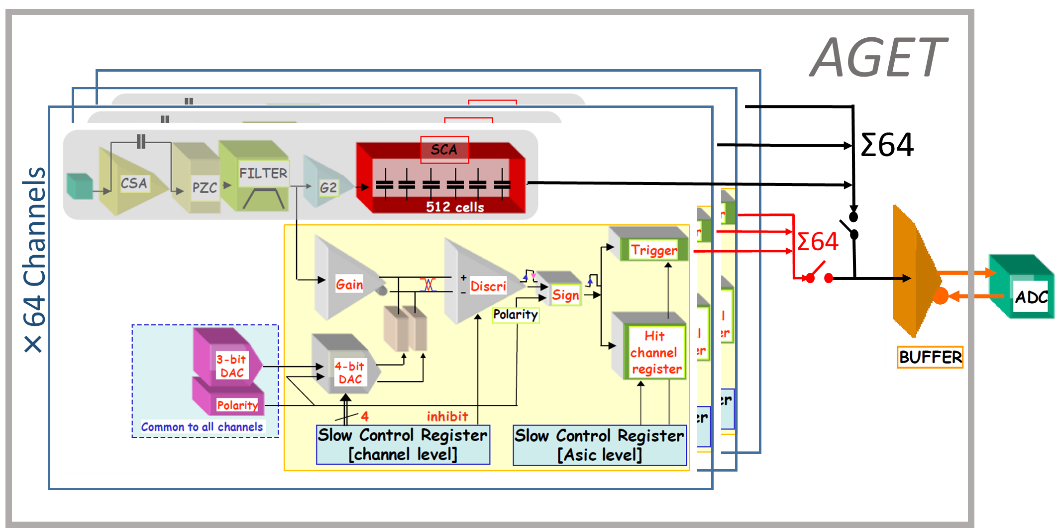 AGET
× 64 Channels
CSA
PZC
FILTER
G2
SCA
512 cells
Σ64
Σ64
Gain
Discri
Polarity
Sign
Trigger
Hit
channel
register
3-bit
DAC
Polarity
Common to all channels
4-bit
DAC
4
inhibit
Slow Control Register
[channel level]
Slow Control Register
[Asic level]
BUFFER
ADC